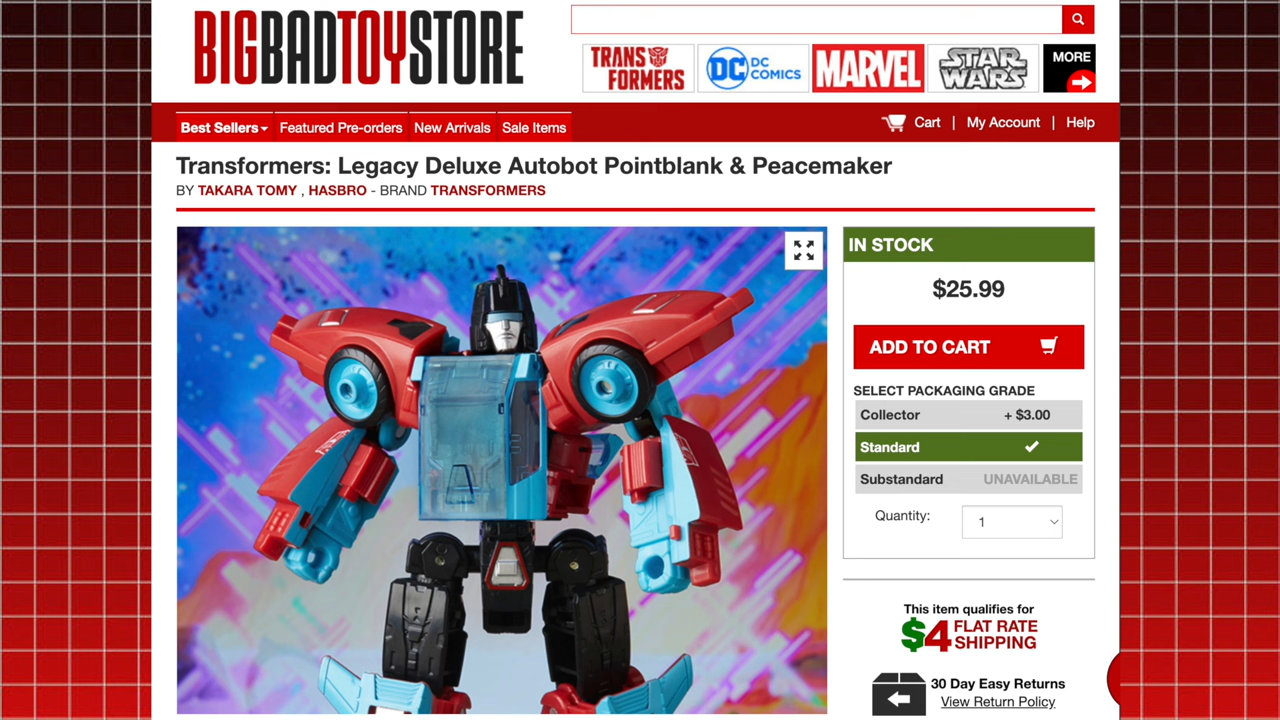 BIGBADTOYSTORE
TRANSFORMERS
DC DC COMICS
MARVEL
STAR WARS
MORE
Best Sellers
Featured Pre-orders
New Arrivals
Sale Items
Cart | My Account | Help
Transformers: Legacy Deluxe Autobot Pointblank & Peacemaker
BY TAKARA TOMY , HASBRO - BRAND TRANSFORMERS
IN STOCK
$25.99
ADD TO CART
SELECT PACKAGING GRADE
Collector + $3.00
Standard
Substandard UNAVAILABLE
Quantity: 1
This item qualifies for
$4 FLAT RATE
SHIPPING
30 Day Easy Returns
View Return Policy